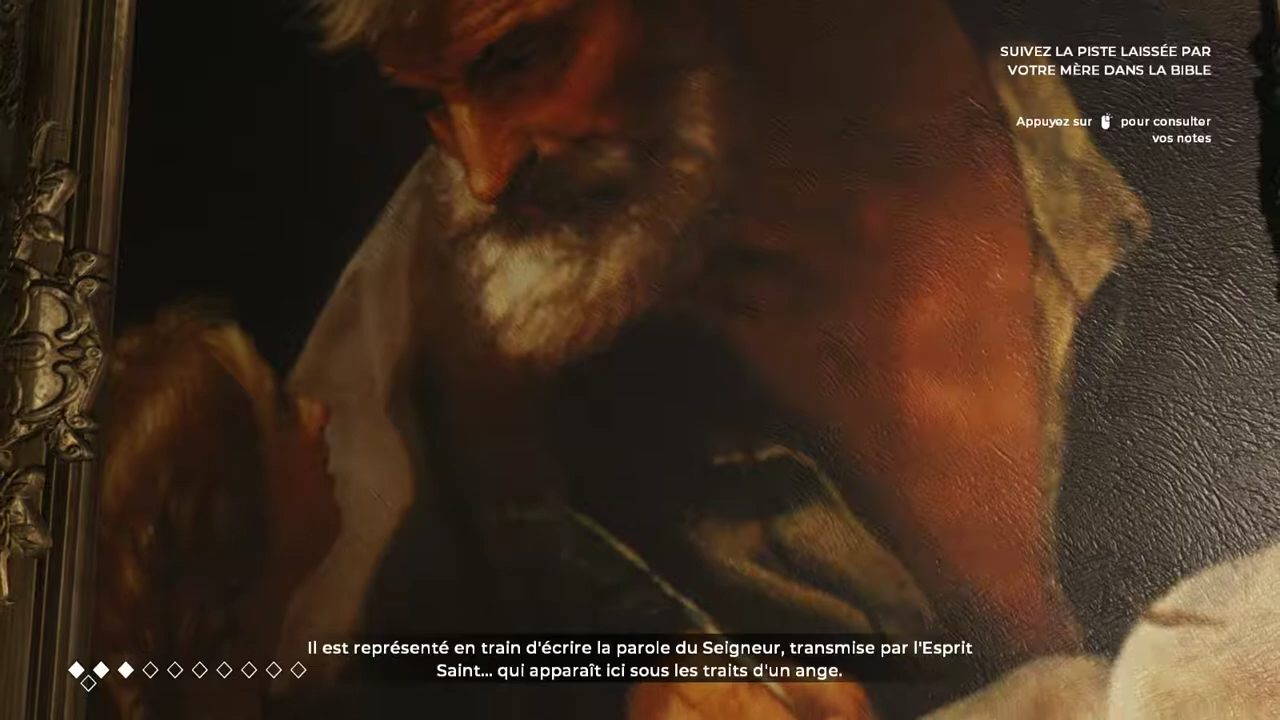 SUIVEZ LA PISTE LAISSÉE PAR
VOTRE MÈRE DANS LA BIBLE
Appuyez sur pour consulter
vos notes
Il est représenté en train d'écrire la parole du Seigneur, transmise par l'Esprit
Saint... qui apparaît ici sous les traits d'un ange.